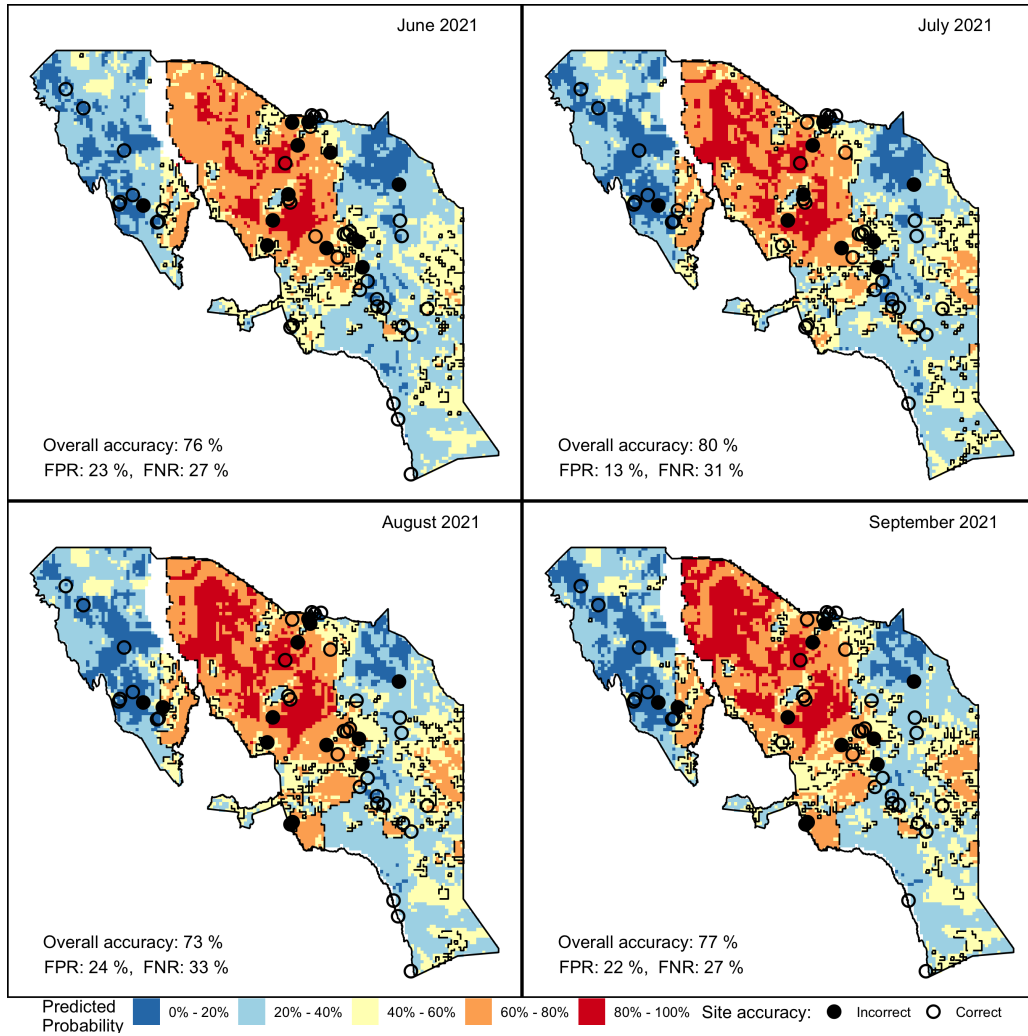 June 2021
Overall accuracy: 76 %
FPR: 23 %, FNR: 27 %
July 2021
Overall accuracy: 80 %
FPR: 13 %, FNR: 31 %
August 2021
Overall accuracy: 73 %
FPR: 24 %, FNR: 33 %
September 2021
Overall accuracy: 77 %
FPR: 22 %, FNR: 27 %
Predicted
Probability
0% - 20% 20% - 40% 40% - 60% 60% - 80% 80% - 100% Site accuracy: Incorrect Correct